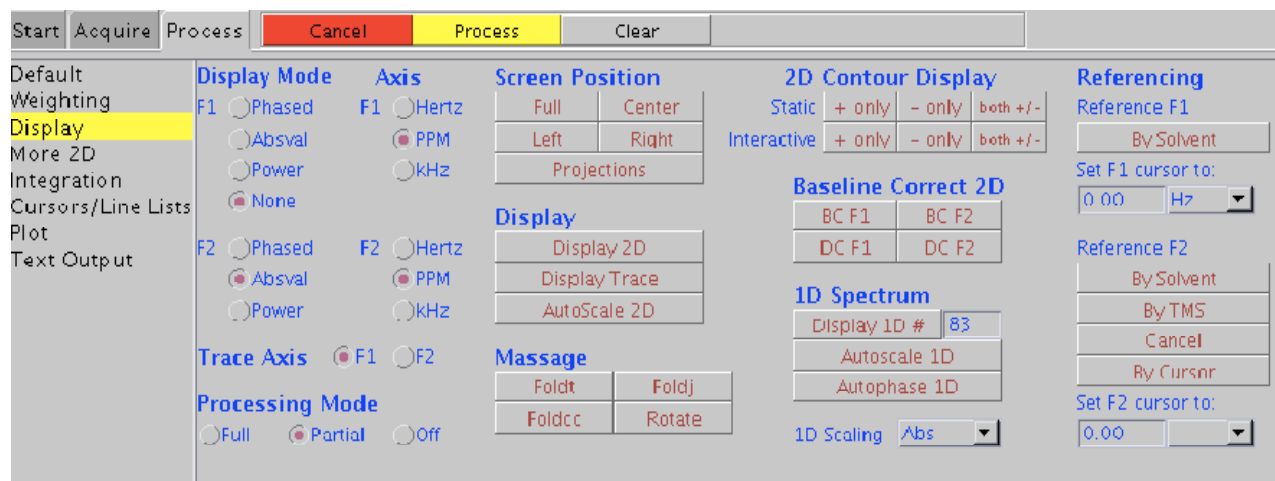 Start Acquire Process Cancel Process Clear
Default
Weighting
Display
More 2D
Integration
Cursors/Line Lists
Plot
Text Output
Display Mode Axis
F1 Phased F1 Hertz
Absval PPM
Power kHz
None
F2 Phased F2 Hertz
Absval PPM
Power kHz
Trace Axis F1 F2
Processing Mode
Full Partial Off
Screen Position
Full Center
Left Right
Projections
Display
Display 2D
Display Trace
AutoScale 2D
Massage
Foldt Foldj
Foldcc Rotate
2D Contour Display
Static + only - only both +/-
Interactive + only - only both +/-
Baseline Correct 2D
BC F1 BC F2
DC F1 DC F2
1D Spectrum
Display 1D # 83
Autoscale 1D
Autophase 1D
1D Scaling Abs
Referencing
Reference F1
By Solvent
Set F1 cursor to:
0.00 Hz
Reference F2
By Solvent
By TMS
Cancel
By Cursor
Set F2 cursor to:
0.00